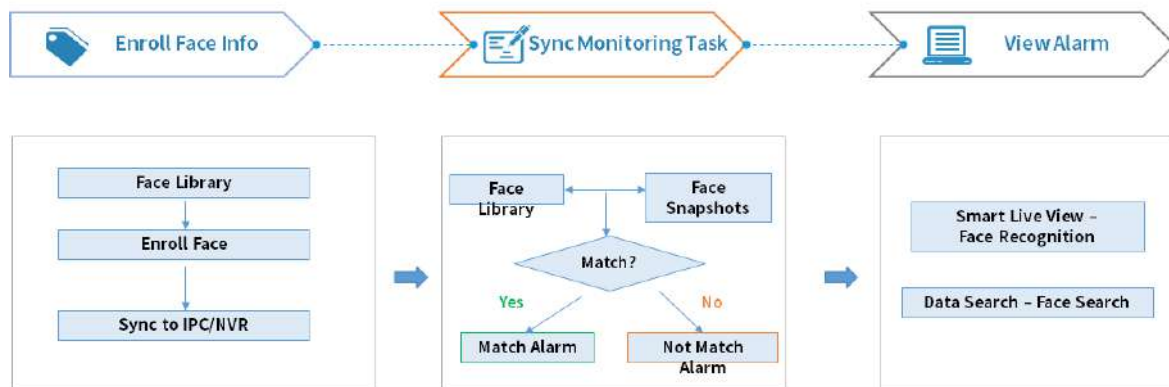 Enroll Face Info
Sync Monitoring Task
View Alarm
Face Library
Enroll Face
Sync to IPC/NVR
Face
Library
Face
Snapshots
Match?
Yes
No
Match Alarm
Not Match
Alarm
Smart Live View –
Face Recognition
Data Search – Face Search